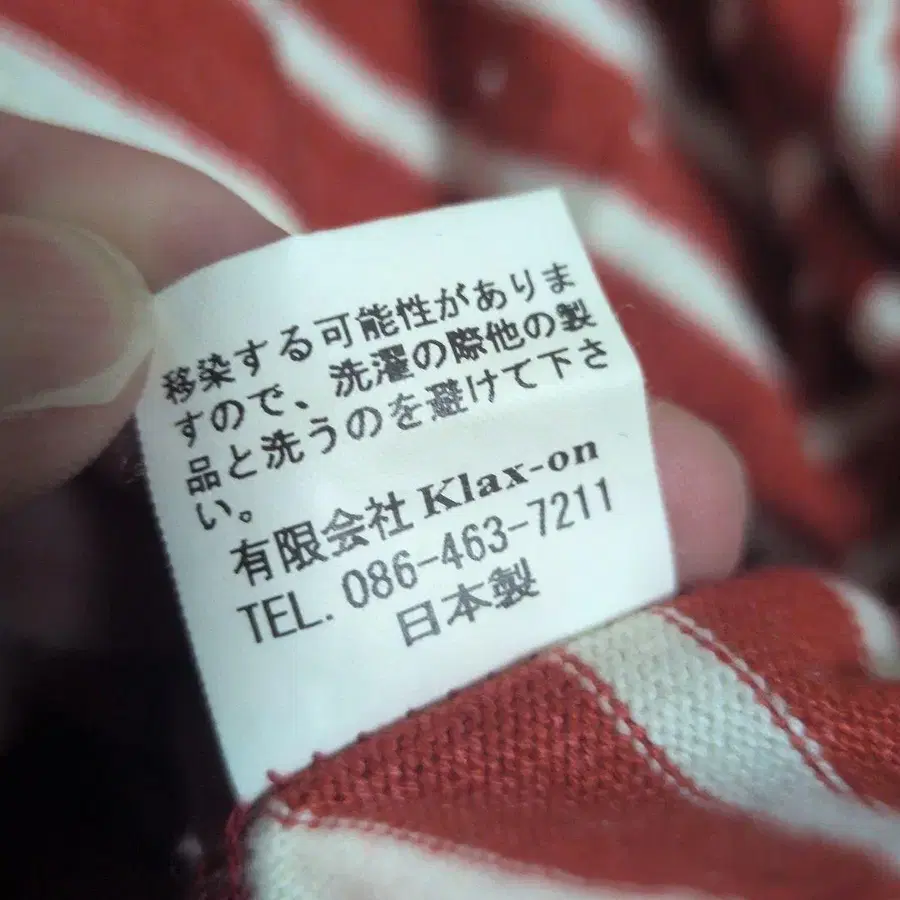 移染する可能性がありま
すので、洗濯の際他の製
品と洗うのを避けて下さ
い。
有限会社 Klax-on
TEL. 086-463-7211
日本製